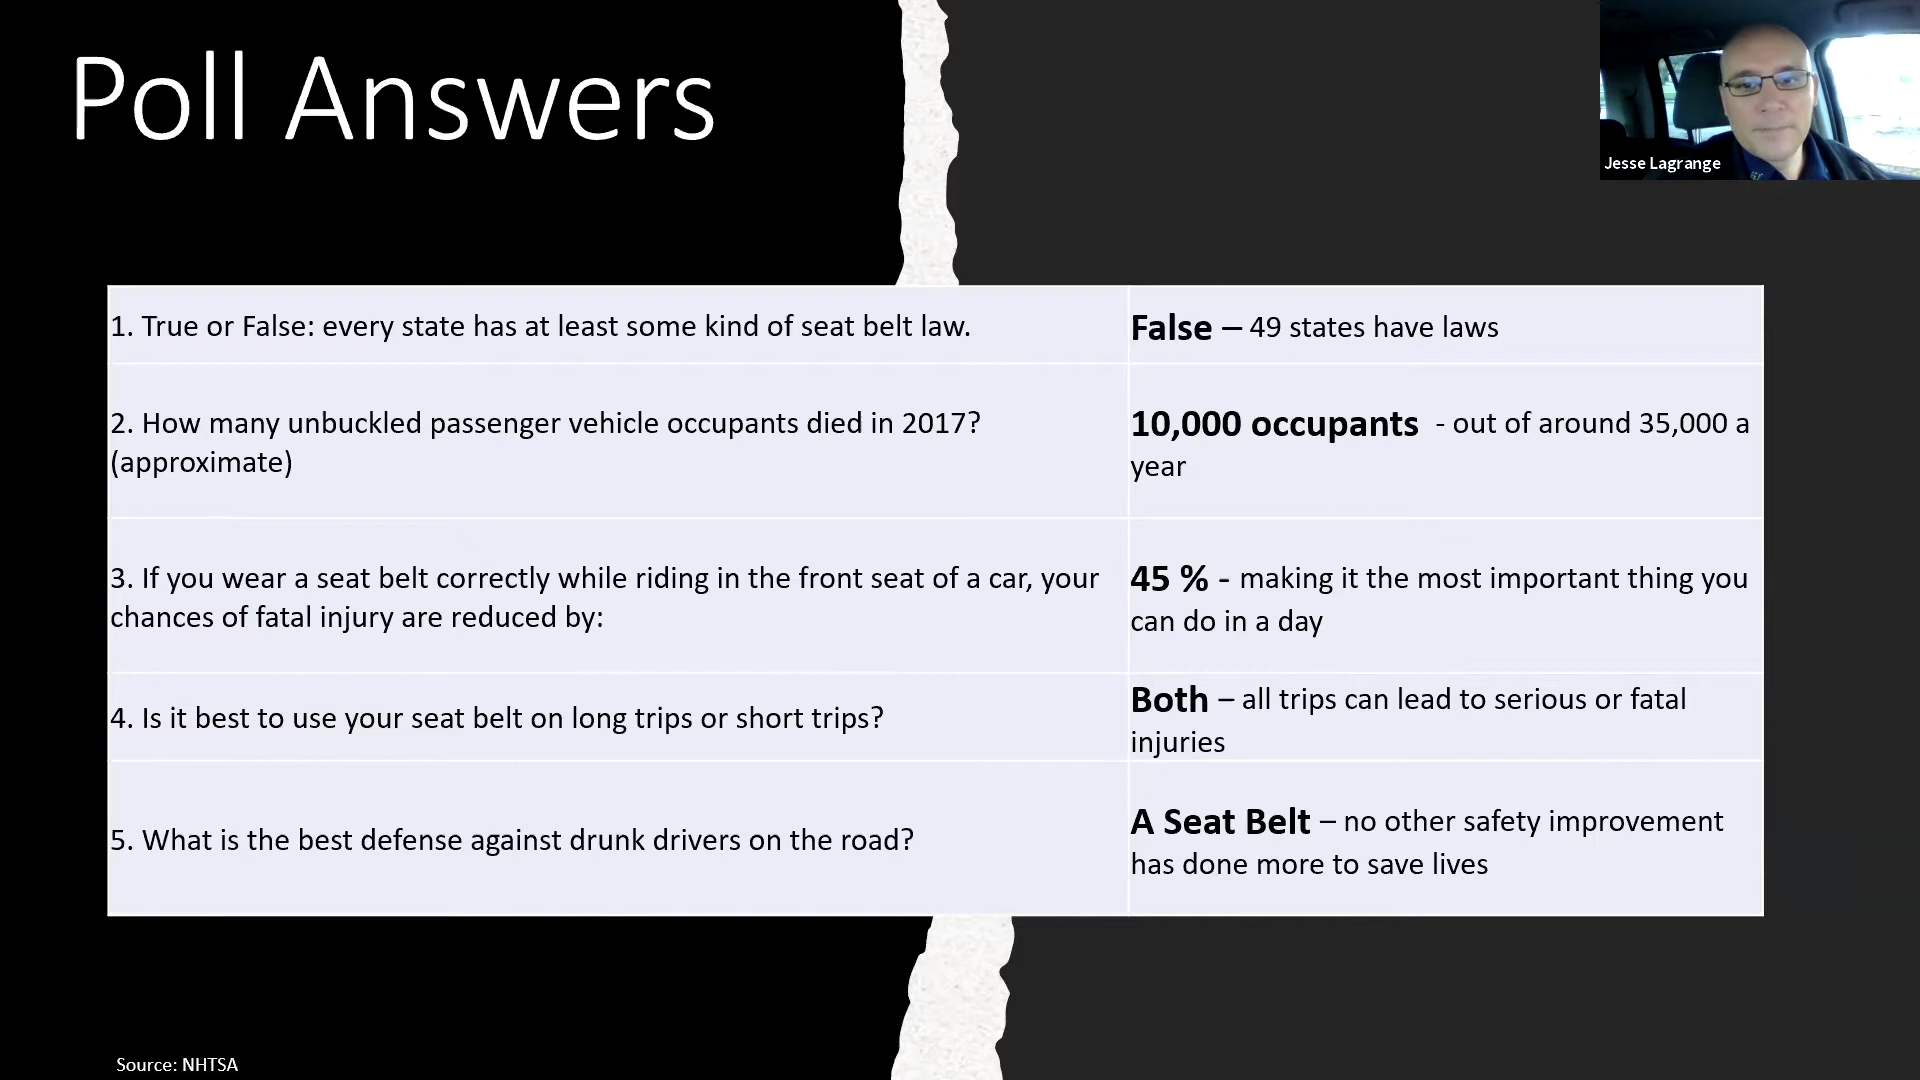 Poll Answers
Jesse Lagrange
1. True or False: every state has at least some kind of seat belt law.
False – 49 states have laws
2. How many unbuckled passenger vehicle occupants died in 2017?
(approximate)
10,000 occupants - out of around 35,000 a
year
3. If you wear a seat belt correctly while riding in the front seat of a car, your
chances of fatal injury are reduced by:
45 % - making it the most important thing you
can do in a day
4. Is it best to use your seat belt on long trips or short trips?
Both – all trips can lead to serious or fatal
injuries
5. What is the best defense against drunk drivers on the road?
A Seat Belt – no other safety improvement
has done more to save lives
Source: NHTSA